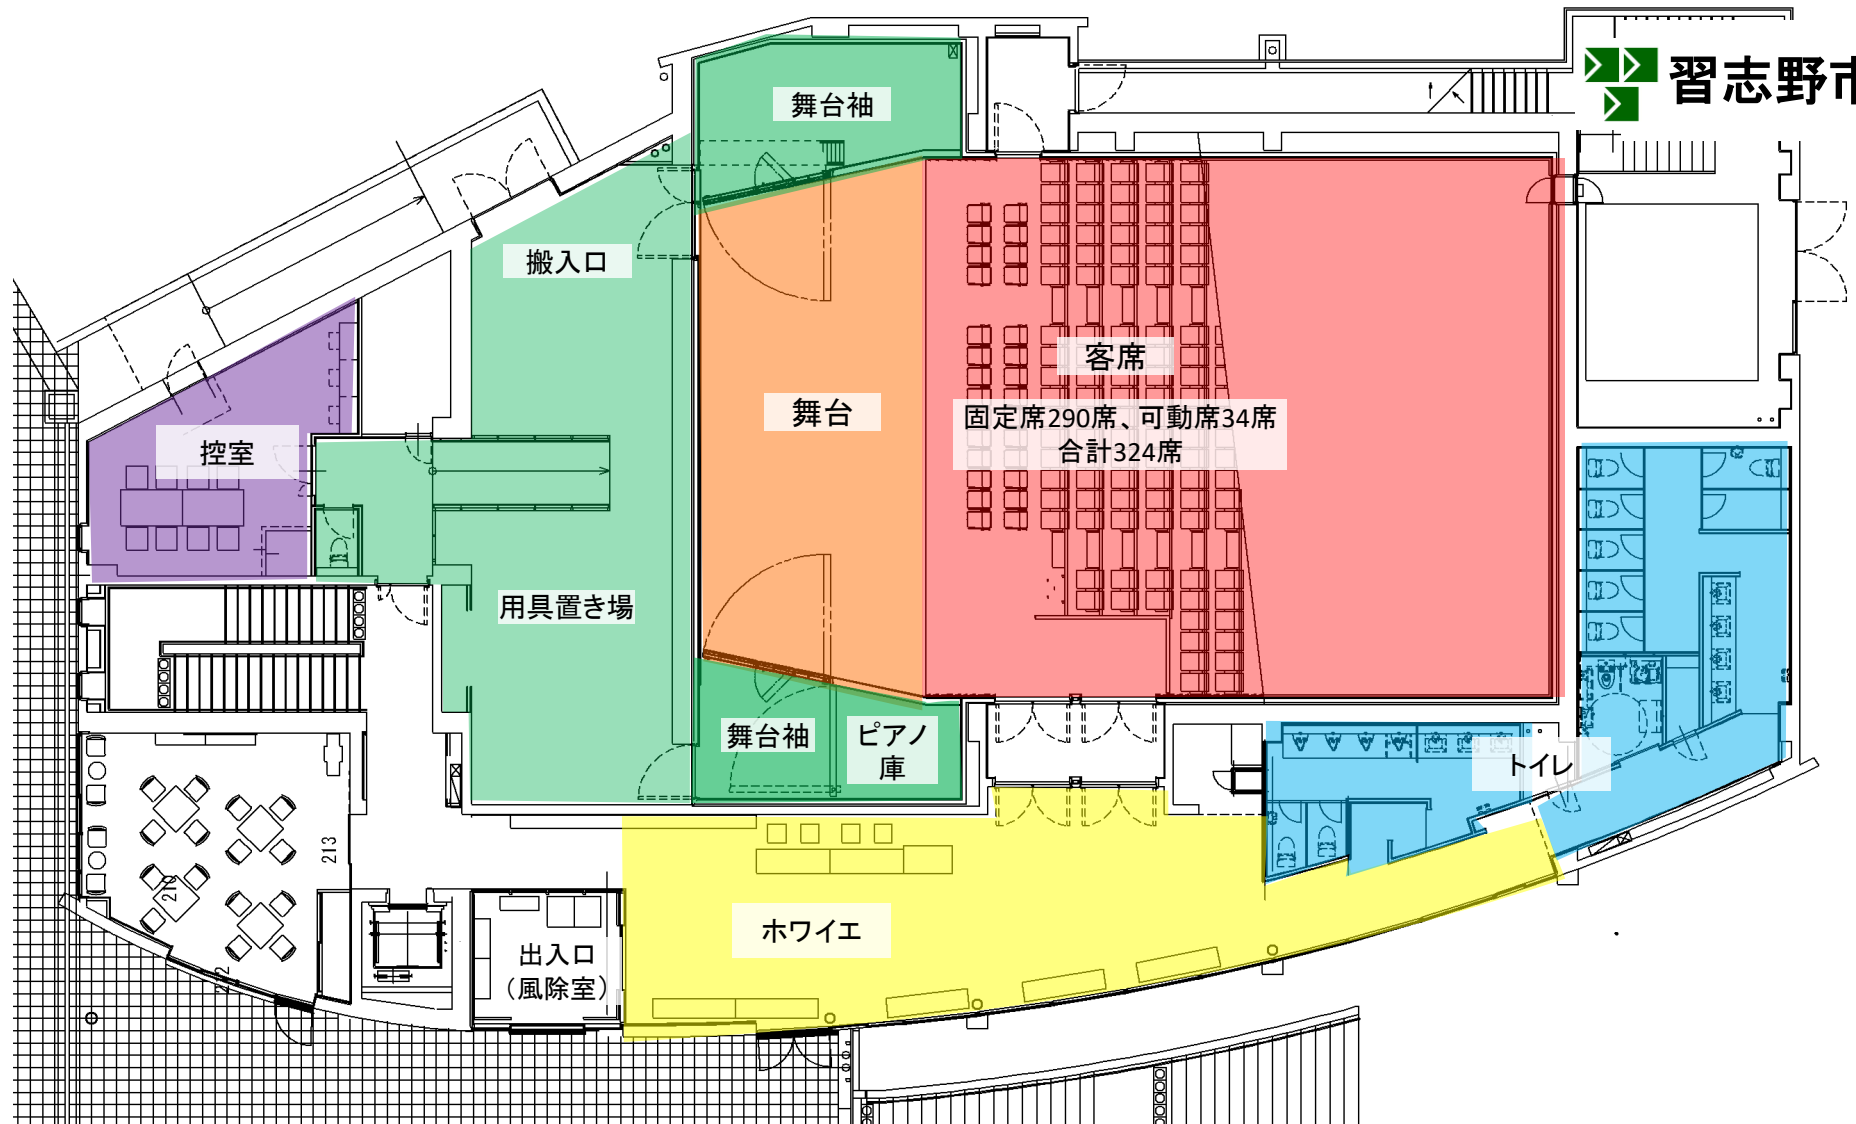 習志野市
舞台袖
搬入口
客席
舞台
固定席290席、可動席34席
合計324席
控室
用具置き場
舞台袖
ピアノ
庫
トイレ
213
210
ホワイエ
出入口
（風除室）